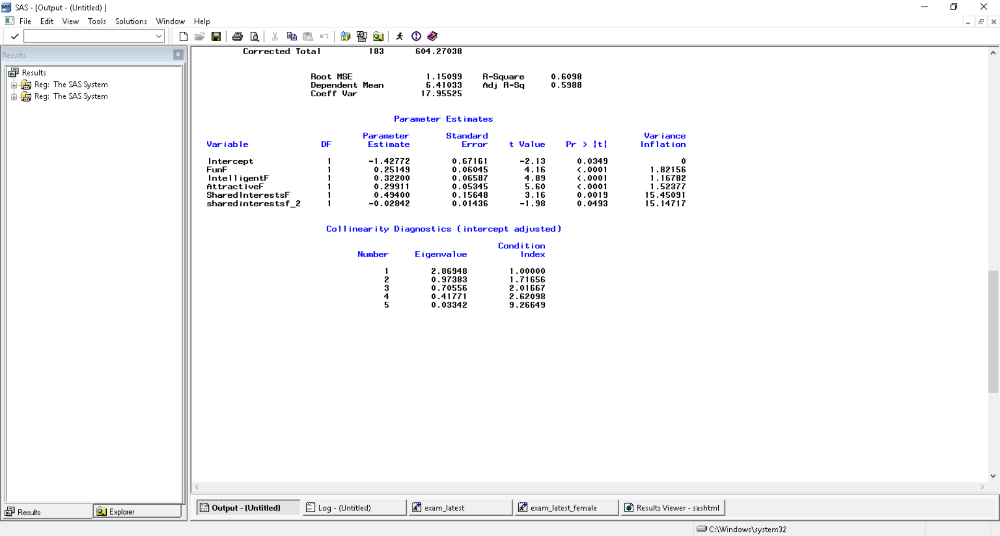 SAS - [Output - (Untitled) ]
File Edit View Tools Solutions Window Help
Results
Results
Reg: The SAS System
Reg: The SAS System
Corrected Total 183 604.27038
Root MSE 1.15099 R-Square 0.6098
Dependent Mean 6.41033 Adj R-Sq 0.5988
Coeff Var 17.95525
Parameter Estimates
Parameter Standard Variance
Variable DF Estimate Error t Value Pr > |t| Inflation
Intercept 1 -1.42772 0.67161 -2.13 0.0349 0
FunF 1 0.25149 0.06045 4.16 <.0001 1.82156
IntelligentF 1 0.32200 0.06587 4.89 <.0001 1.16782
AttractiveF 1 0.29911 0.05345 5.60 <.0001 1.52377
SharedInterestsF 1 0.49400 0.15648 3.16 0.0019 15.45091
sharedinterestsf_2 1 -0.02842 0.01436 -1.98 0.0493 15.14717
Collinearity Diagnostics (intercept adjusted)
Condition
Number Eigenvalue Index
1 2.86948 1.00000
2 0.97383 1.71656
3 0.70556 2.01667
4 0.41771 2.62098
5 0.03342 9.26649
Results Explorer
Output - (Untitled) Log - (Untitled) exam_latest exam_latest_female Results Viewer - sashtml
C:\Windows\system32